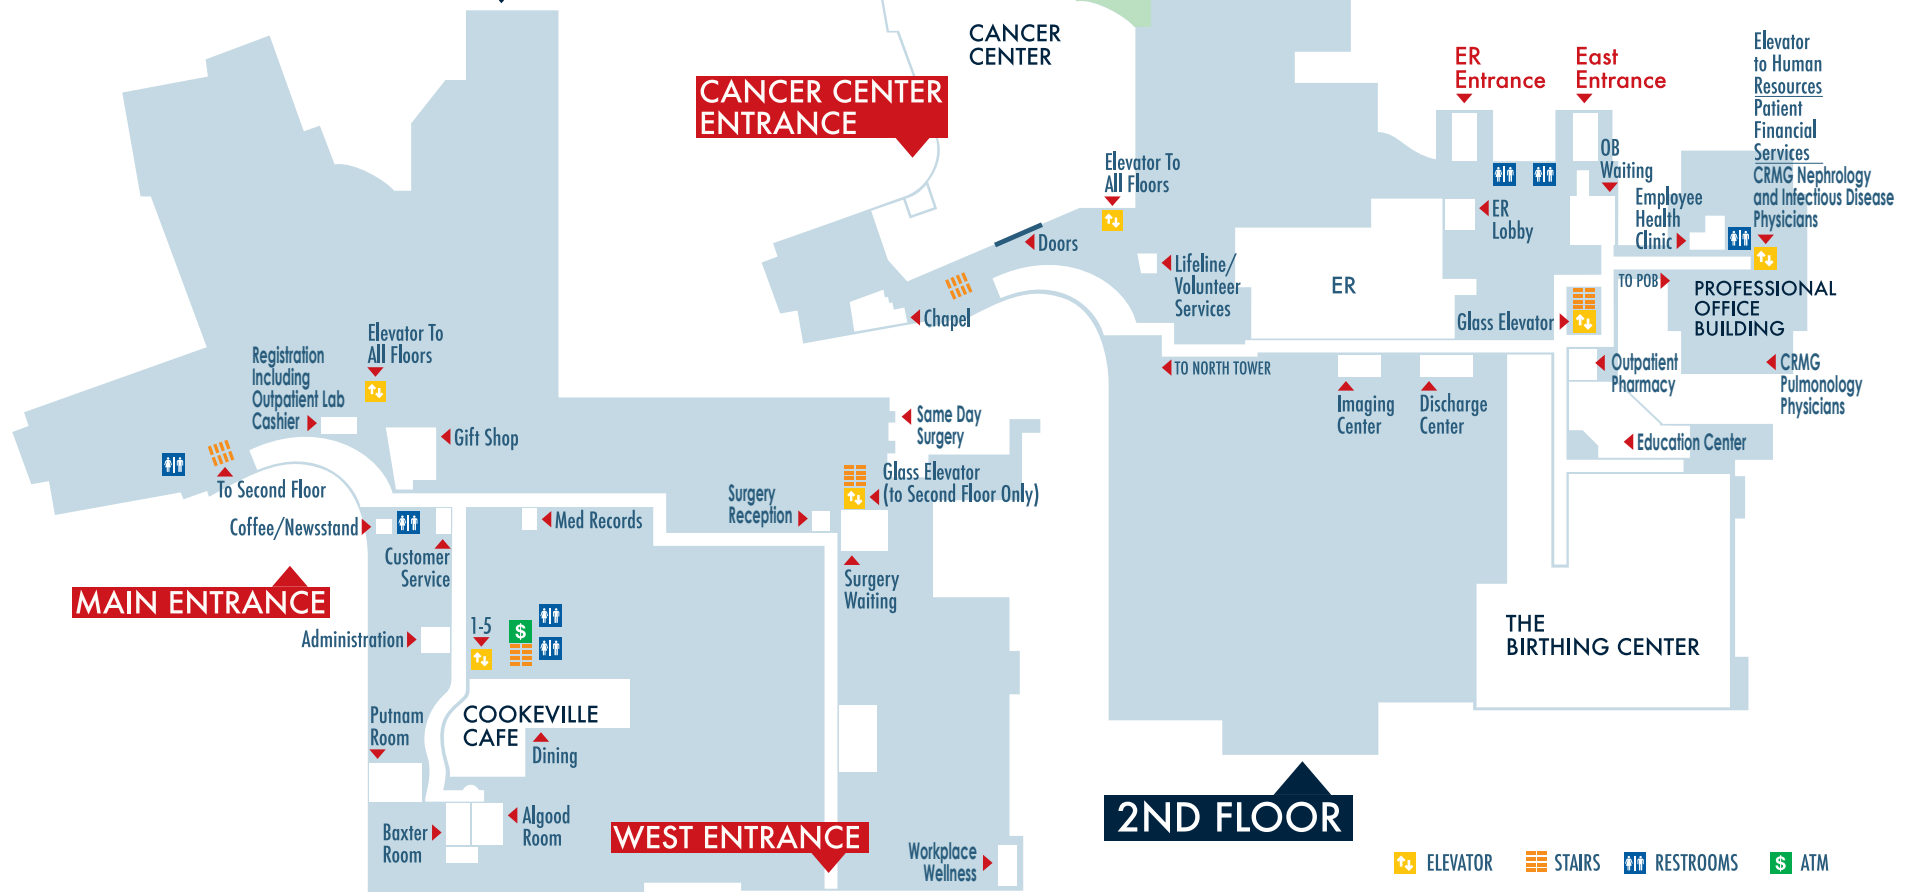 CANCER
CENTER
CANCER CENTER
ENTRANCE
ER
Entrance
East
Entrance
Elevator
to Human
Resources
Patient
Financial
Services
CRMG Nephrology
and Infectious Disease
Physicians
OB
Waiting
Elevator To
All Floors
Employee
Health
Clinic
ER
Lobby
Doors
Lifeline/
Volunteer
Services
ER
TO POB
PROFESSIONAL
OFFICE
BUILDING
Chapel
Glass Elevator
TO NORTH TOWER
Outpatient
Pharmacy
CRMG
Pulmonology
Physicians
Imaging
Center
Discharge
Center
Education Center
THE
BIRTHING CENTER
2ND FLOOR
Elevator To
All Floors
Registration
Including
Outpatient Lab
Cashier
Gift Shop
Same Day
Surgery
To Second Floor
Glass Elevator
(to Second Floor Only)
Surgery
Reception
Coffee/Newsstand
Med Records
Customer
Service
Surgery
Waiting
MAIN ENTRANCE
Administration
1-5
$
COOKEVILLE
CAFE
Putnam
Room
Dining
Algood
Room
Baxter
Room
WEST ENTRANCE
Workplace
Wellness
ELEVATOR
STAIRS
RESTROOMS
$ ATM